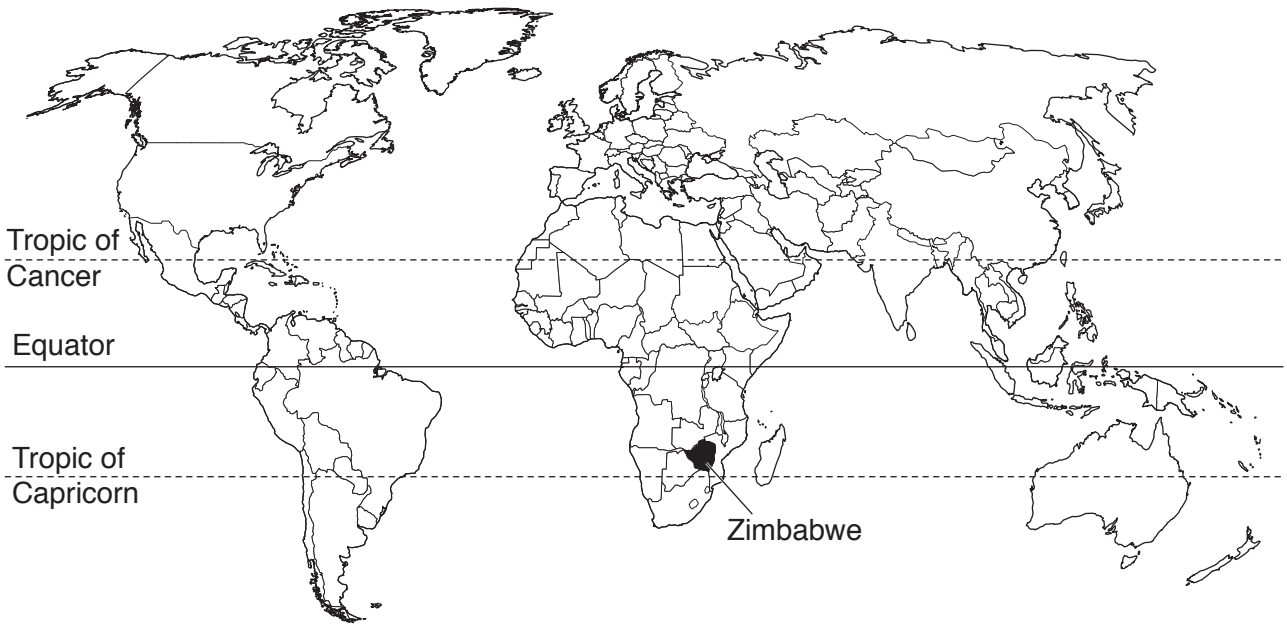 Tropic of
Cancer
Equator
Tropic of
Capricorn
Zimbabwe